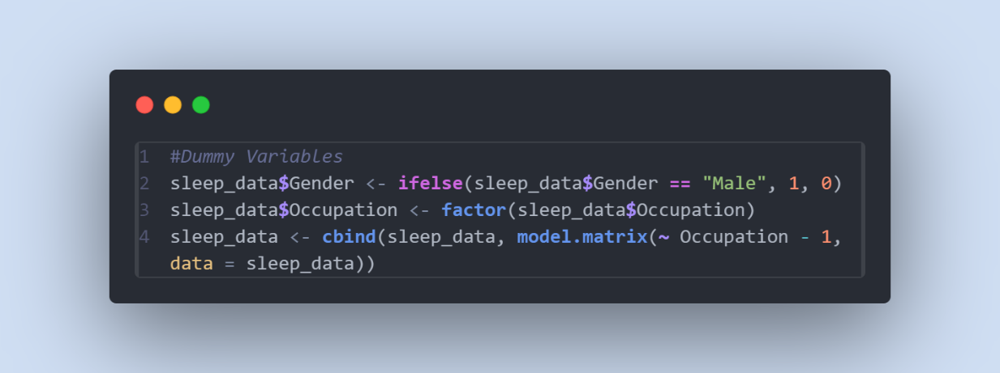 1 #Dummy Variables
2 sleep_data$Gender <- ifelse(sleep_data$Gender == "Male", 1, 0)
3 sleep_data$Occupation <- factor(sleep_data$Occupation)
4 sleep_data <- cbind(sleep_data, model.matrix(~ Occupation - 1,
data = sleep_data))